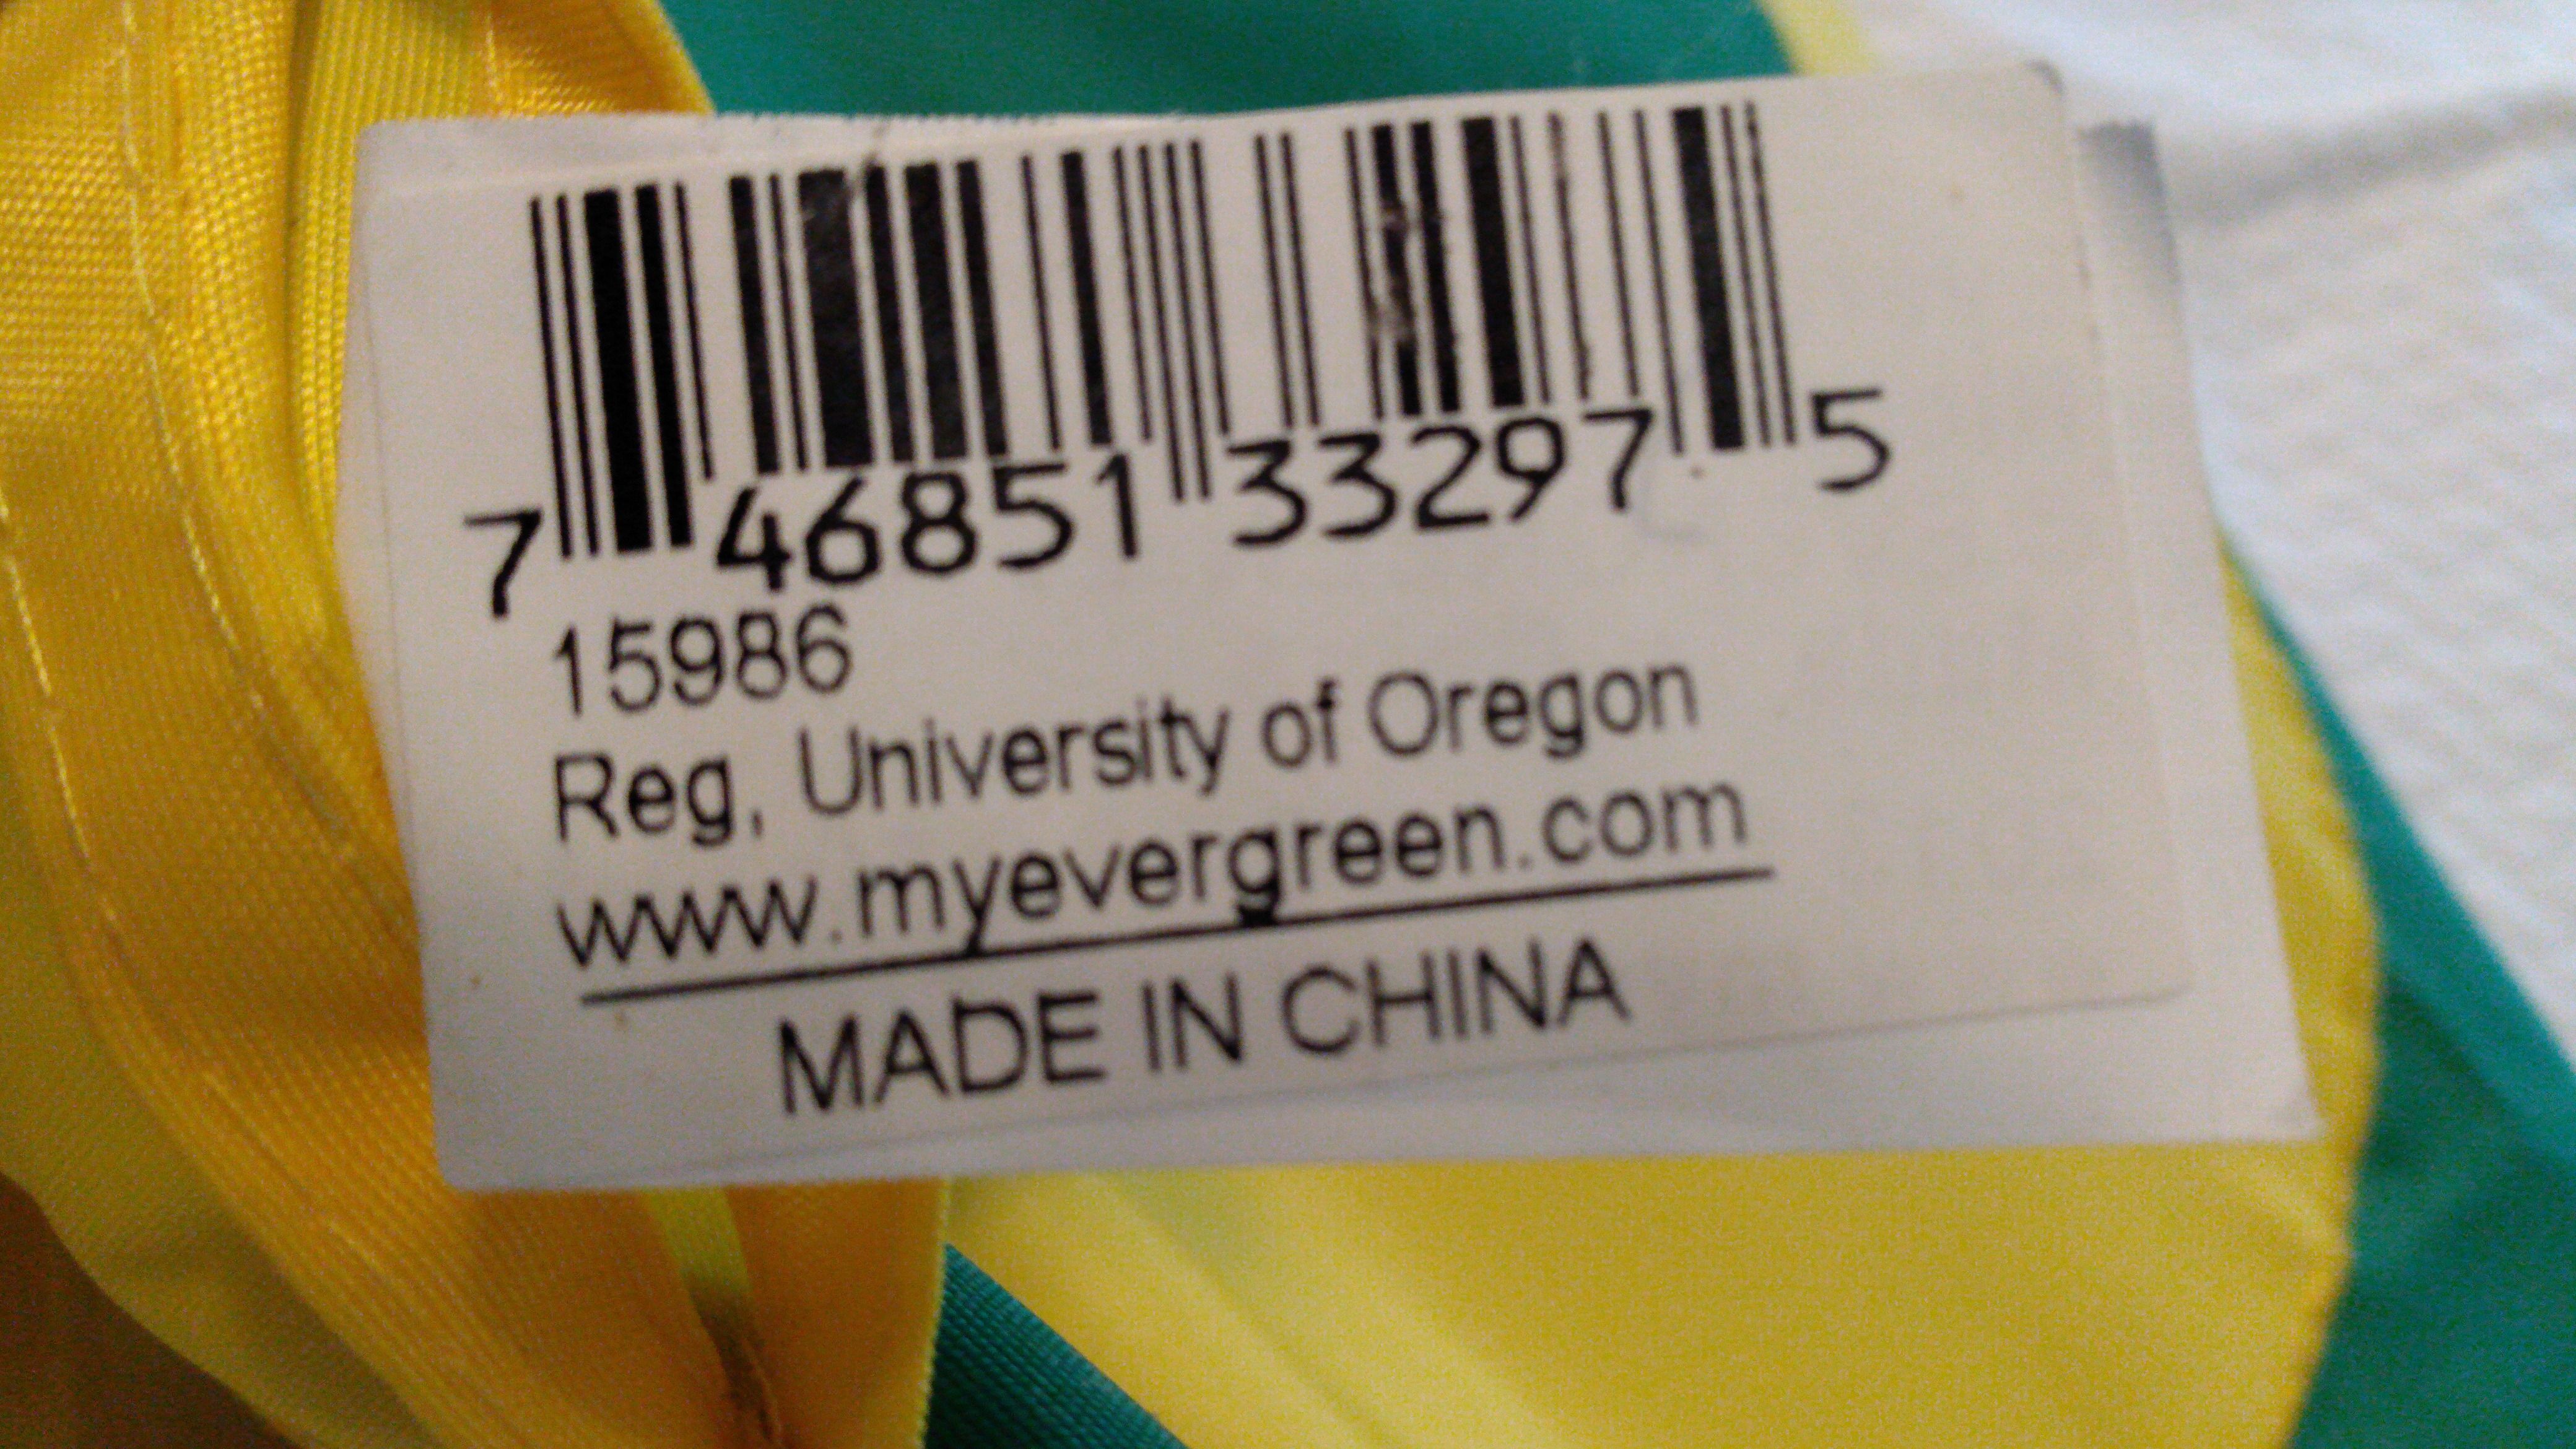 7 46851 33297 5
15986
Reg, University of Oregon
www.myevergreen.com
MADE IN CHINA